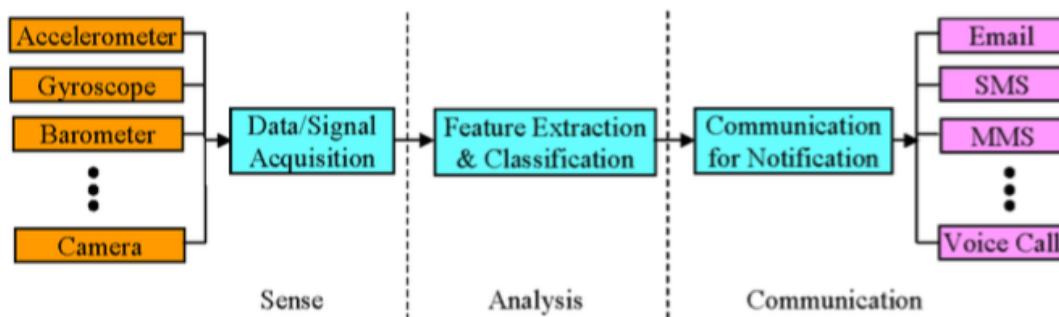 Accelerometer
Gyroscope
Barometer
Camera
Data/Signal
Acquisition
Feature Extraction
& Classification
Communication
for Notification
Email
SMS
MMS
Voice Call
Sense
Analysis
Communication